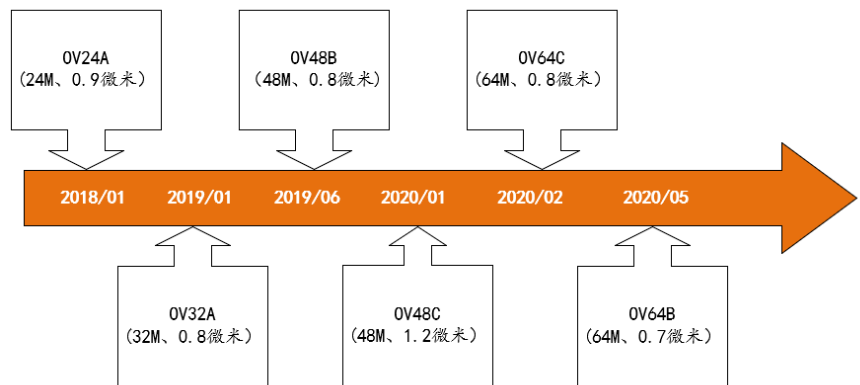 OV24A
(24M、0.9微米)
OV48B
(48M、0.8微米)
OV64C
(64M、0.8微米)
2018/01
2019/01
2019/06
2020/01
2020/02
2020/05
OV32A
(32M、0.8微米)
OV48C
(48M、1.2微米)
OV64B
(64M、0.7微米)